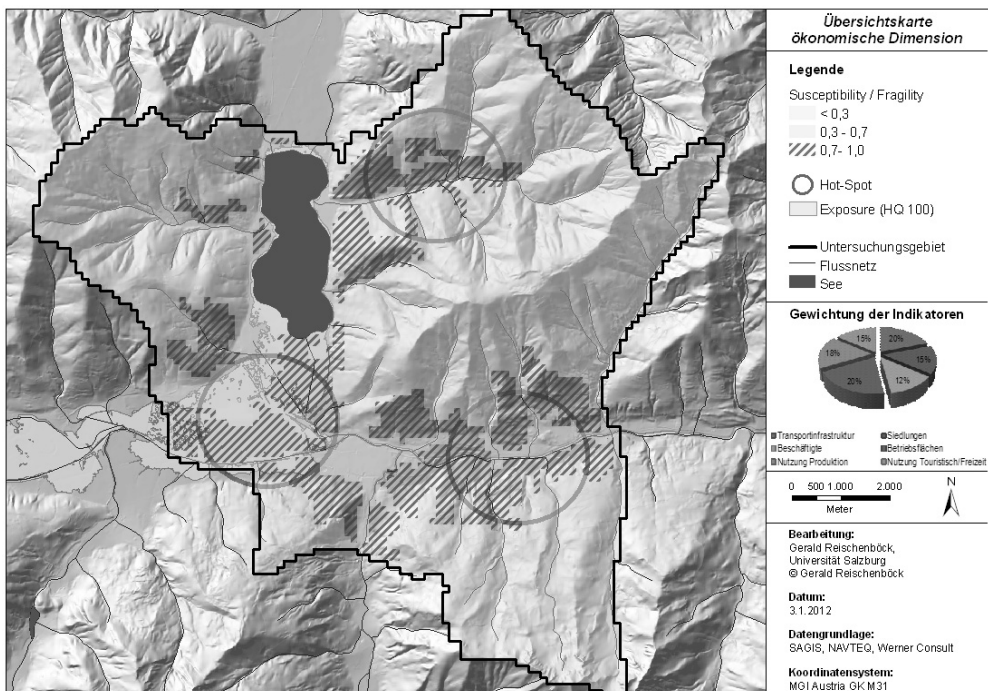 Übersichtskarte
ökonomische Dimension
Legende
Susceptibility / Fragility
< 0,3
0,3 - 0,7
0,7- 1,0
Hot-Spot
Exposure (HQ 100)
Untersuchungsgebiet
Flussnetz
See
Gewichtung der Indikatoren
15% 20%
18% 15%
20% 12%
Transportinfrastruktur Siedlungen
Beschäftigte Betriebsflächen
Nutzung Produktion Nutzung Touristisch/Freizeit
0 500 1.000 2.000 N
Meter
Bearbeitung:
Gerald Reischenböck,
Universität Salzburg
© Gerald Reischenböck
Datum:
3.1.2012
Datengrundlage:
SAGIS, NAVTEQ, Werner Consult
Koordinatensystem:
MGI Austria GK M31